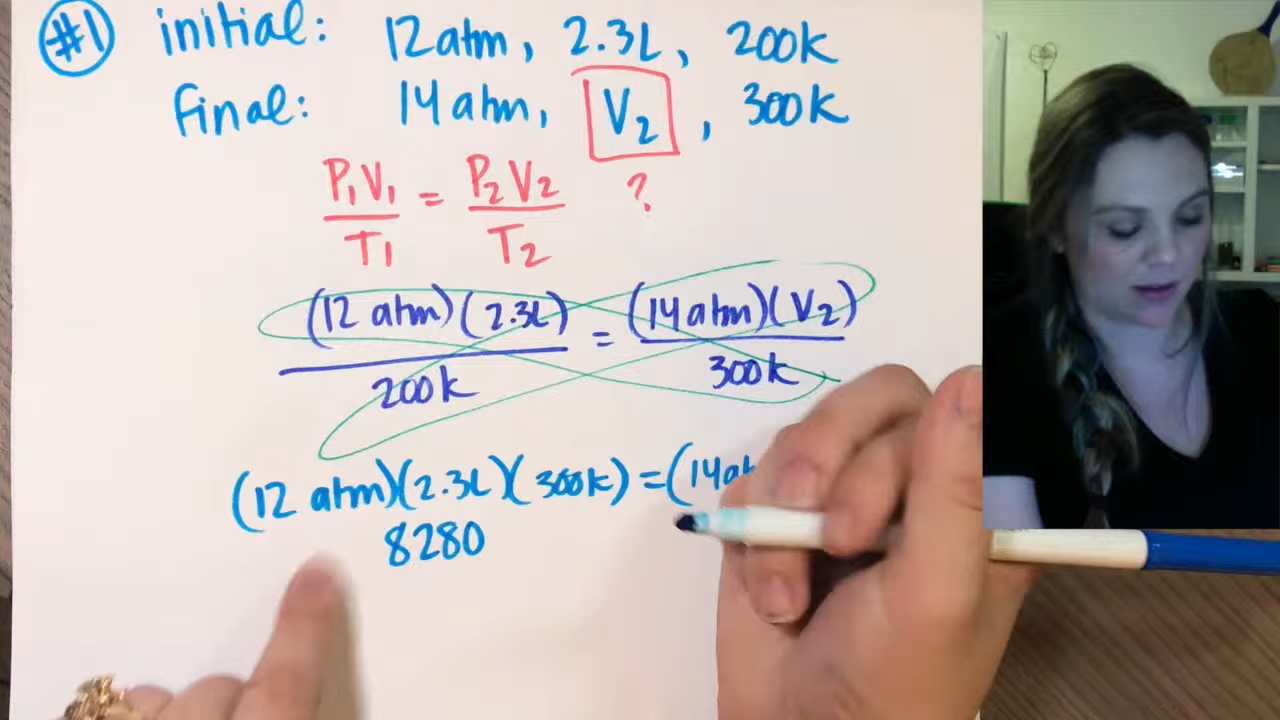 #1 initial: 12 atm, 2.3L, 200K
final: 14 atm, V2, 300K
P1V1/T1 = P2V2/T2 ?
(12 atm)(2.3L)/200K = (14 atm)(V2)/300K
(12 atm)(2.3L)(300K) = (14
8280